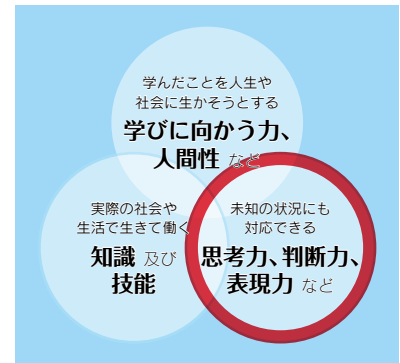 学んだことを人生や
社会に生かそうとする
学びに向かう力、
人間性 など
実際の社会や
生活で生きて働く
知識 及び
技能
未知の状況にも
対応できる
思考力、判断力、
表現力 など